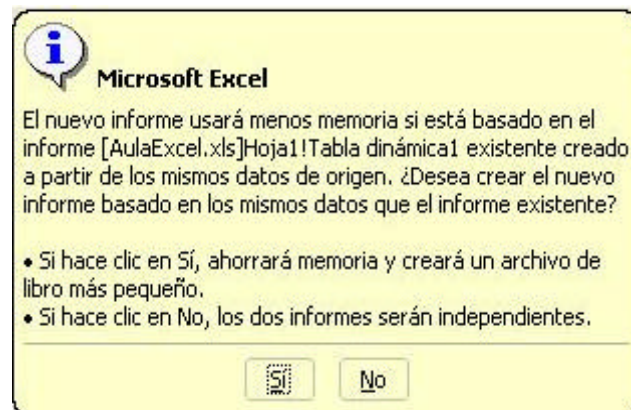 Microsoft Excel
El nuevo informe usará menos memoria si está basado en el
informe [AulaExcel.xls]Hoja1!Tabla dinámica1 existente creado
a partir de los mismos datos de origen. ¿Desea crear el nuevo
informe basado en los mismos datos que el informe existente?
• Si hace clic en Sí, ahorrará memoria y creará un archivo de
libro más pequeño.
• Si hace clic en No, los dos informes serán independientes.
Sí No